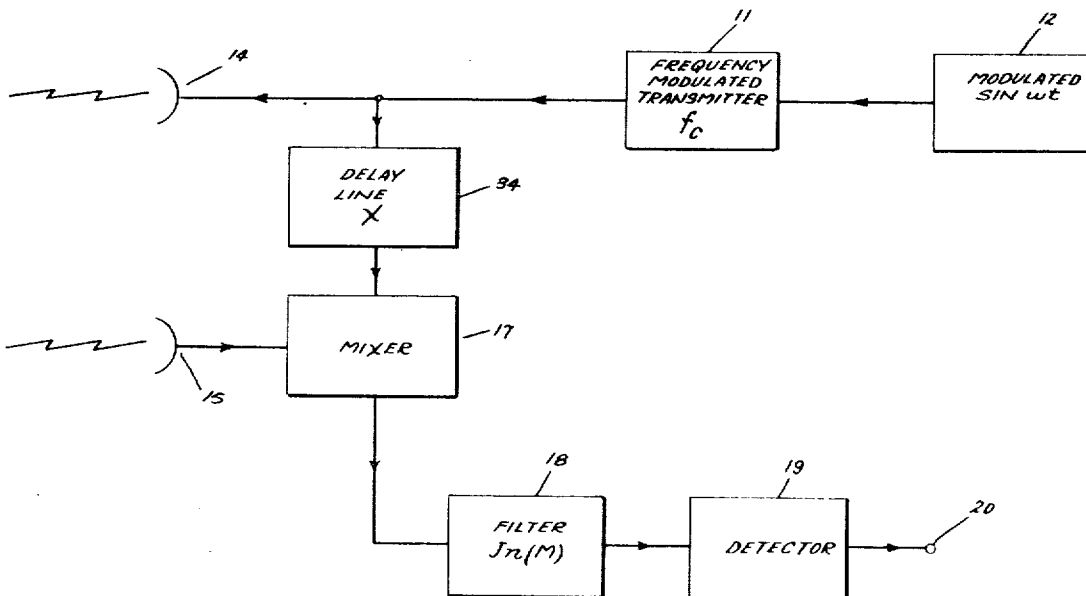 14
11
12
FREQUENCY
MODULATED
TRANSMITTER
fc
MODULATED
SIN ωt
DELAY
LINE
X
34
MIXER
17
15
18
FILTER
Jn(M)
19
DETECTOR
20